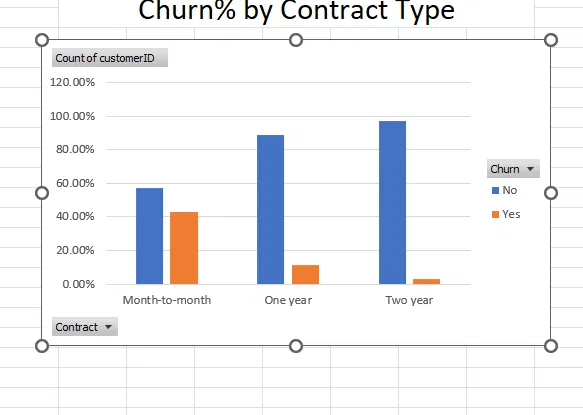 Churn% by Contract Type
Count of customerID
120.00%
100.00%
80.00%
60.00%
40.00%
20.00%
0.00%
Month-to-month One year Two year
Churn
No
Yes
Contract